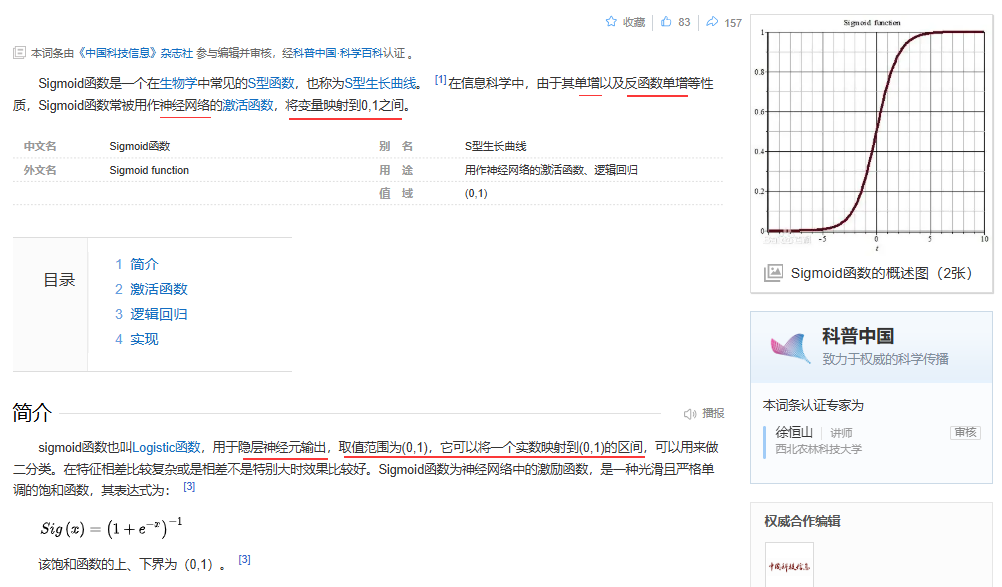 收藏 83 157
本词条由《中国科技信息》杂志社 参与编辑并审核，经科普中国·科学百科认证 。
Sigmoid函数是一个在生物学中常见的S型函数，也称为S型生长曲线。 [1] 在信息科学中，由于其单增以及反函数单增等性
质，Sigmoid函数常被用作神经网络的激活函数，将变量映射到0,1之间。
中文名 Sigmoid函数 别 名 S型生长曲线
外文名 Sigmoid function 用 途 用作神经网络的激活函数、逻辑回归
值 域 (0,1)
目录
1 简介
2 激活函数
3 逻辑回归
4 实现
简介
播报
sigmoid函数也叫Logistic函数，用于隐层神经元输出，取值范围为(0,1)，它可以将一个实数映射到(0,1)的区间，可以用来做
二分类。在特征相差比较复杂或是相差不是特别大时效果比较好。Sigmoid函数为神经网络中的激励函数，是一种光滑且严格单
调的饱和函数，其表达式为： [3]
Sig (x) = (1 + e^{-x})^{-1}
该饱和函数的上、下界为（0,1）。 [3]
Sigmoid function
1
0.8
0.6
0.4
0.2
0
-5 0 5 10
t
Sigmoid函数的概述图（2张）
科普中国
致力于权威的科学传播
本词条认证专家为
徐恒山 讲师 审核
西北农林科技大学
权威合作编辑
中国科技信息